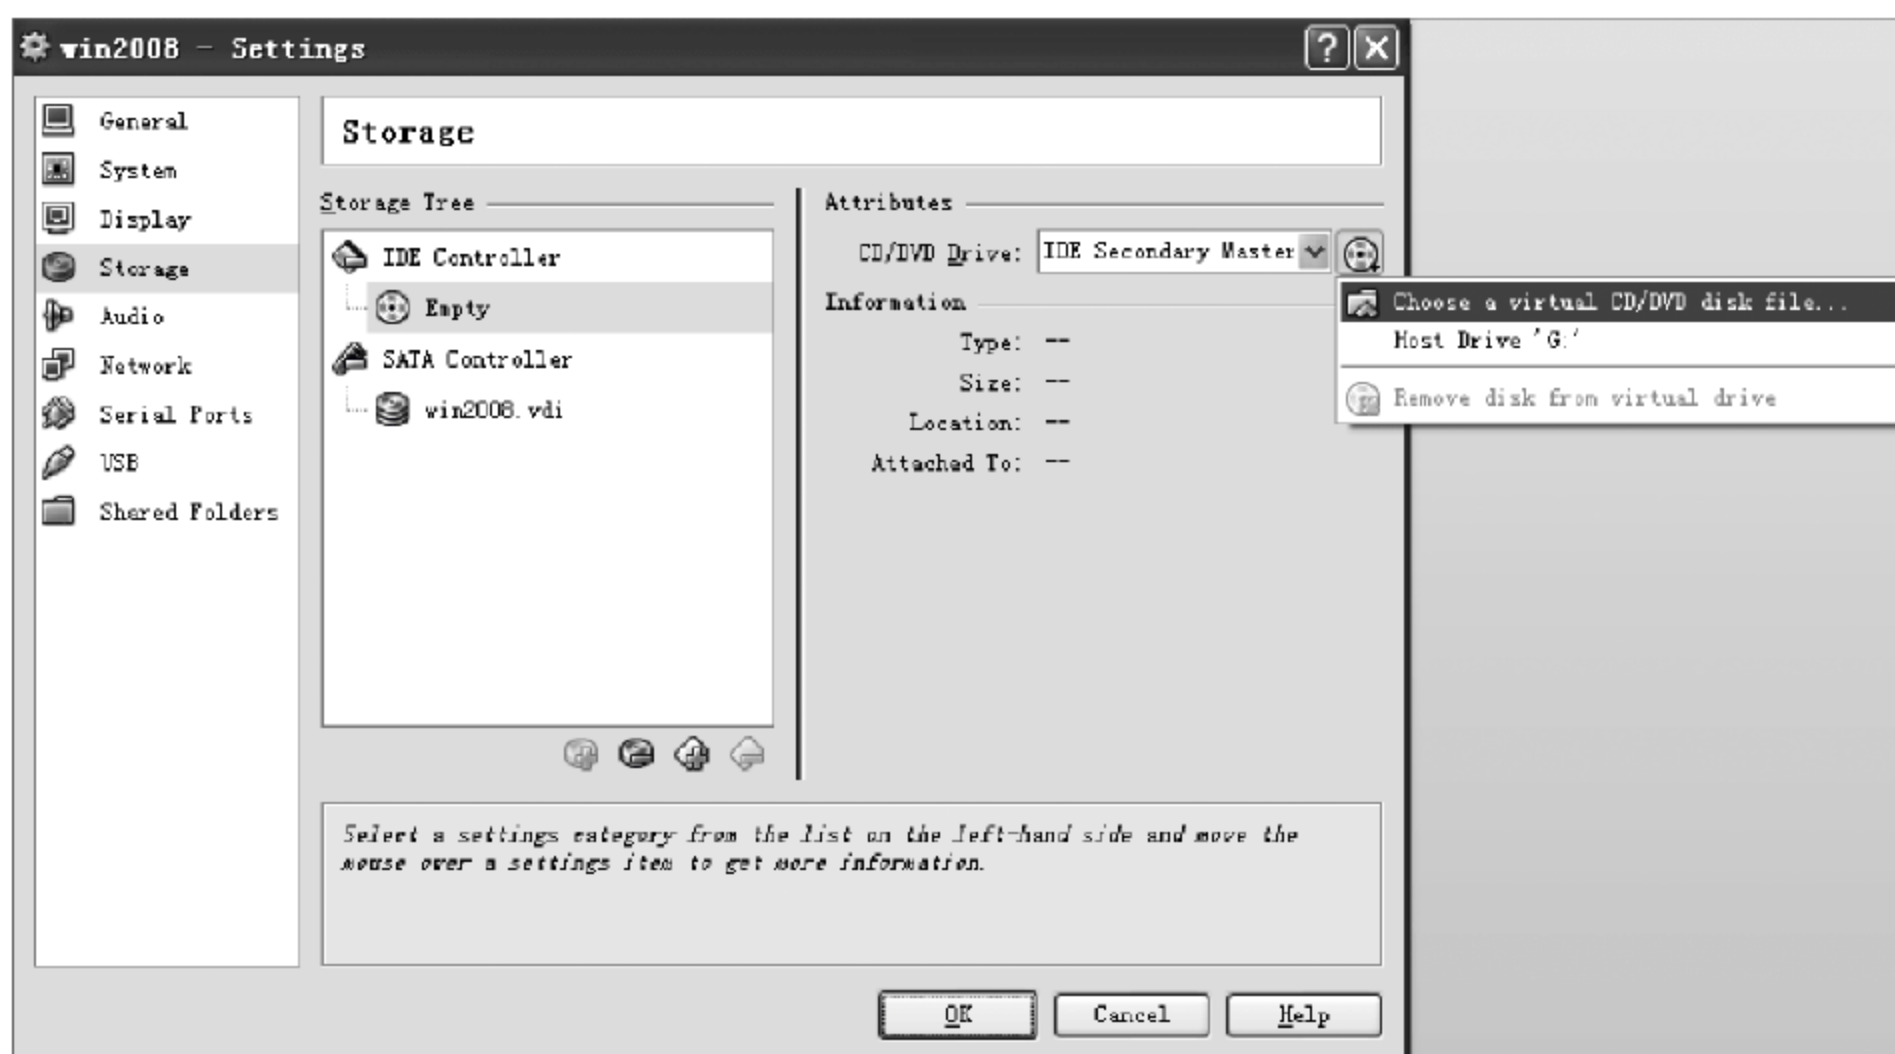 win2008 - Settings
General
System
Display
Storage
Audio
Network
Serial Ports
USB
Shared Folders
Storage
Storage Tree
IDE Controller
Empty
SATA Controller
win2008.vdi
Attributes
CD/DVD Drive: IDE Secondary Master
Information
Type: --
Size: --
Location: --
Attached To: --
Choose a virtual CD/DVD disk file...
Host Drive 'G:'
Remove disk from virtual drive
Select a settings category from the list on the left-hand side and move the
mouse over a settings item to get more information.
OK Cancel Help